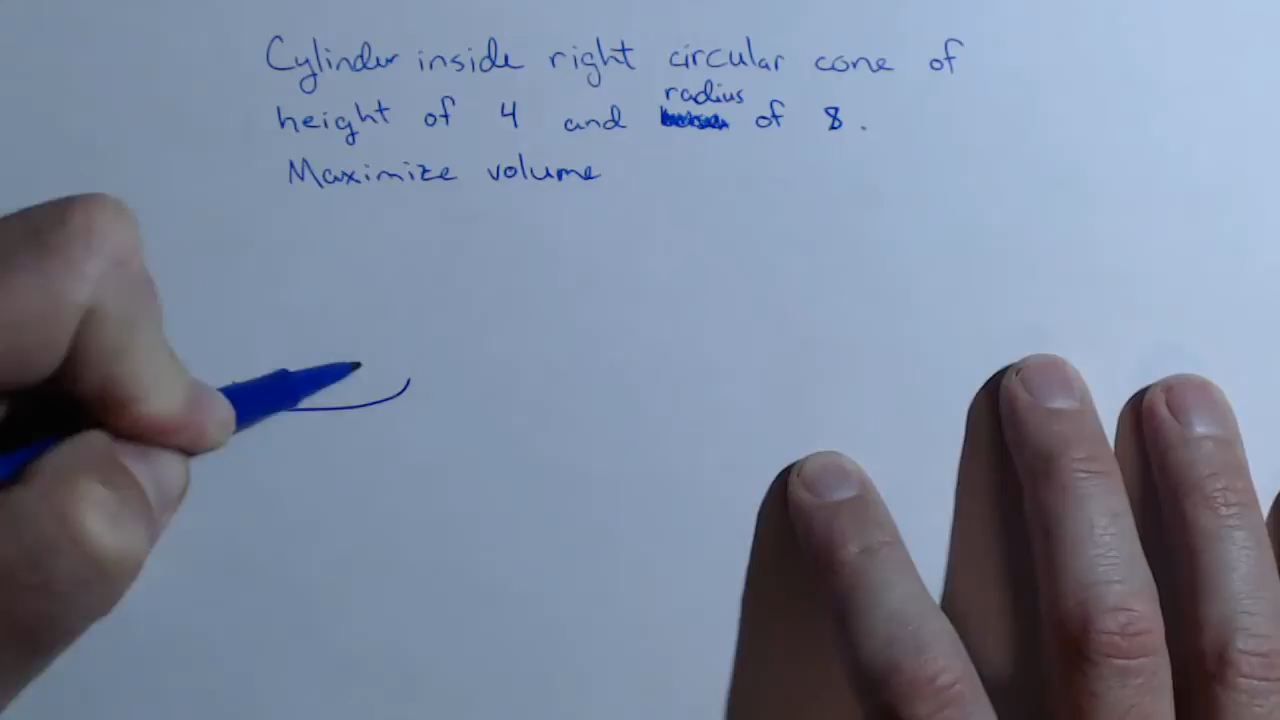 Cylinder inside right circular cone of
height of 4 and radius of 8.
Maximize volume